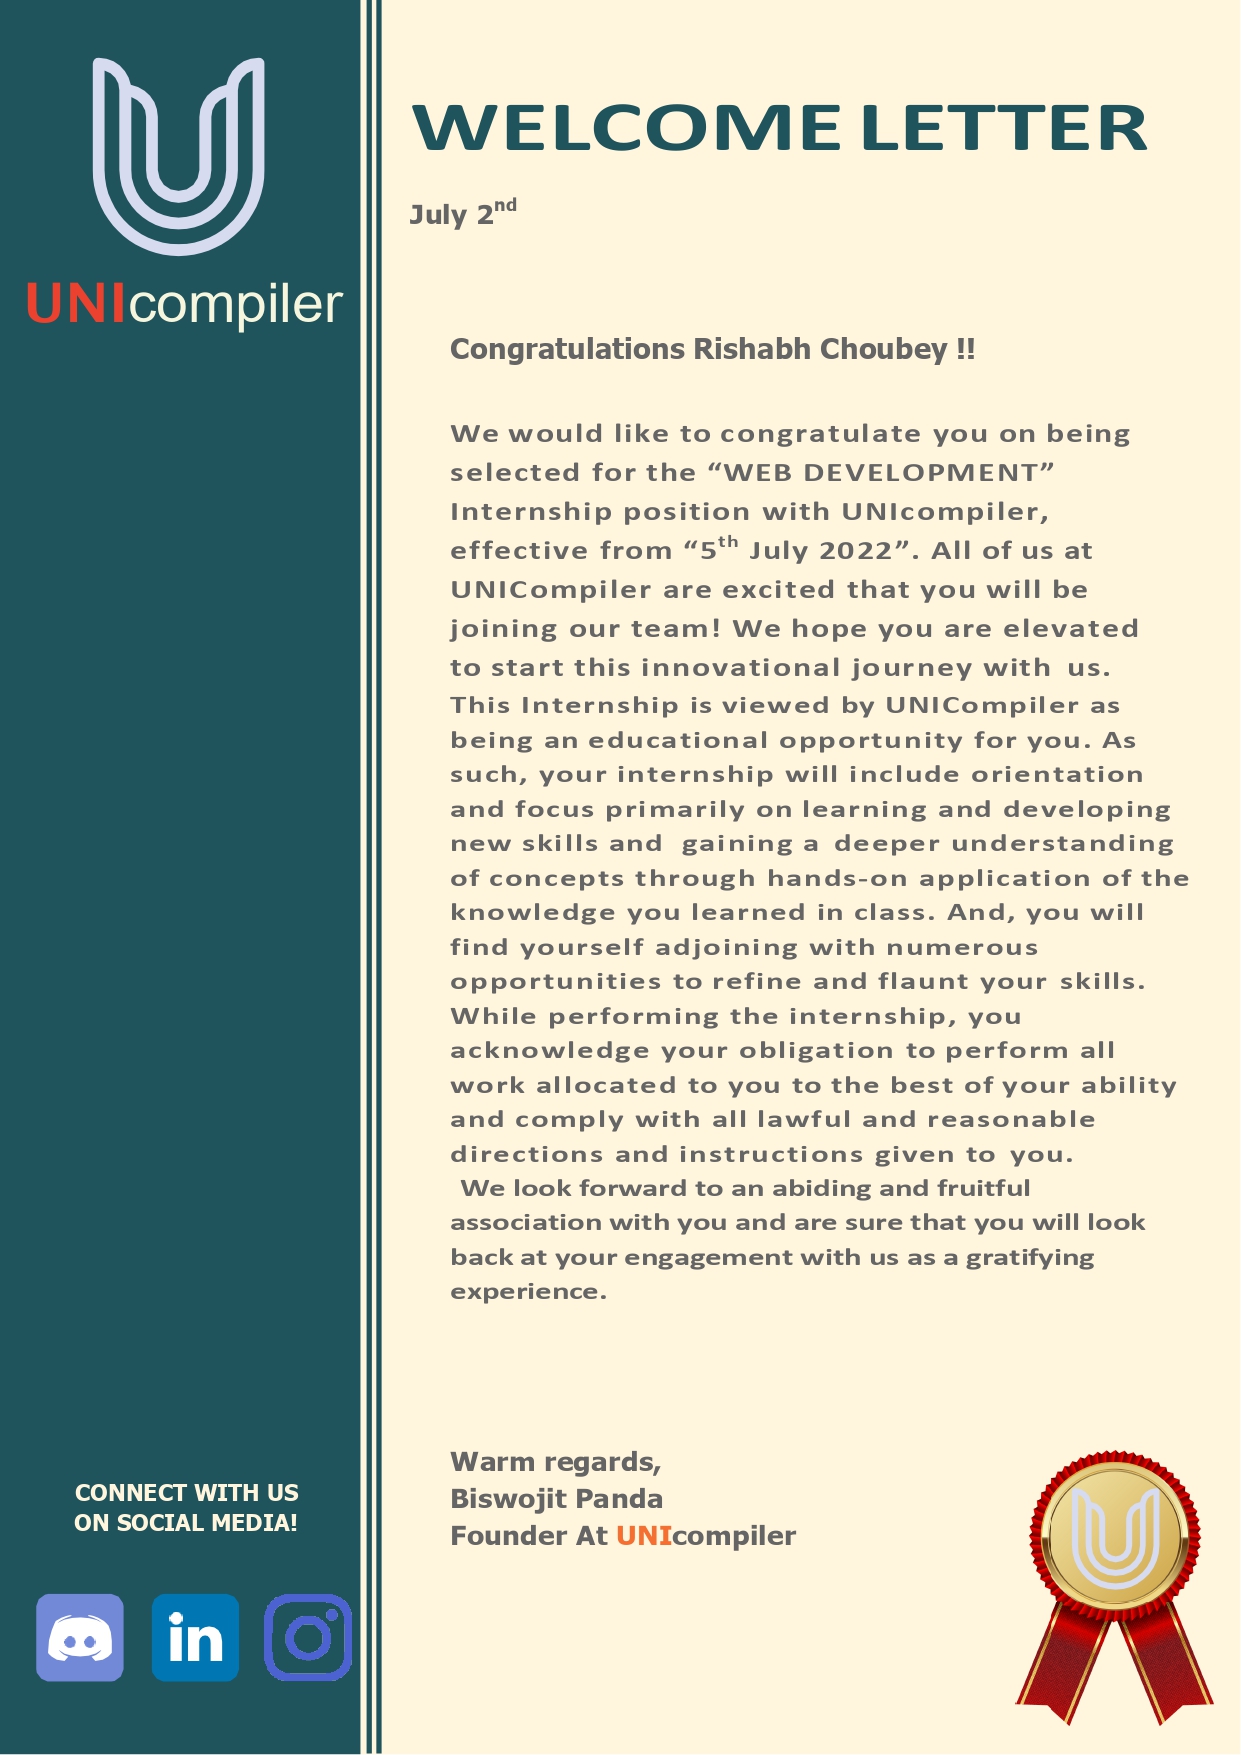 UNIcompiler
WELCOME LETTER
July 2nd
Congratulations Rishabh Choubey !!
We would like to congratulate you on being
selected for the “WEB DEVELOPMENT”
Internship position with UNIcompiler,
effective from “5th July 2022”. All of us at
UNICompiler are excited that you will be
joining our team! We hope you are elevated
to start this innovational journey with us.
This Internship is viewed by UNICompiler as
being an educational opportunity for you. As
such, your internship will include orientation
and focus primarily on learning and developing
new skills and gaining a deeper understanding
of concepts through hands-on application of the
knowledge you learned in class. And, you will
find yourself adjoining with numerous
opportunities to refine and flaunt your skills.
While performing the internship, you
acknowledge your obligation to perform all
work allocated to you to the best of your ability
and comply with all lawful and reasonable
directions and instructions given to you.
We look forward to an abiding and fruitful
association with you and are sure that you will look
back at your engagement with us as a gratifying
experience.
Warm regards,
Biswojit Panda
Founder At UNIcompiler
CONNECT WITH US
ON SOCIAL MEDIA!
in